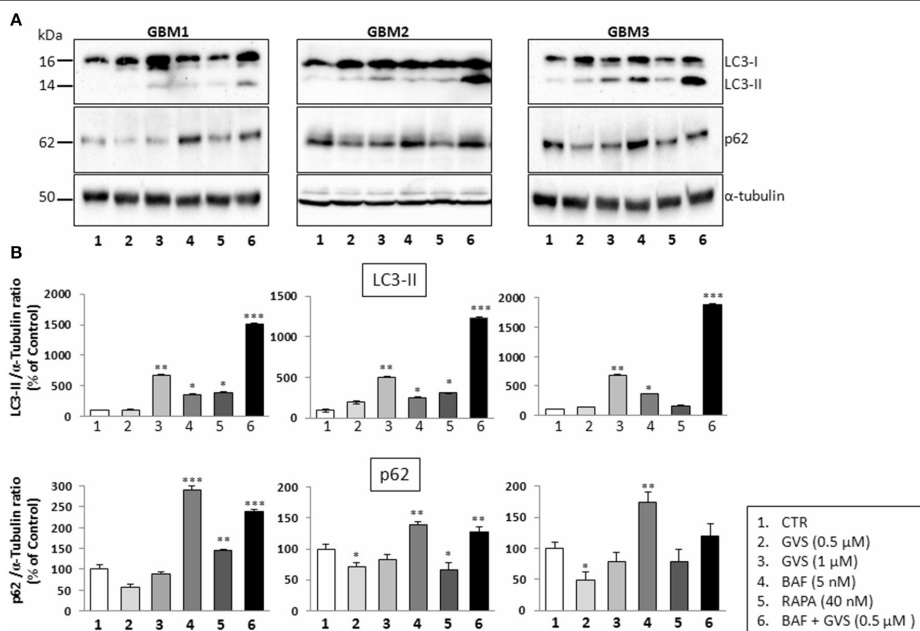 A
kDa
GBM1
GBM2
GBM3
16
14
LC3-I
LC3-II
62
p62
50
α-tubulin
1 2 3 4 5 6
1 2 3 4 5 6
1 2 3 4 5 6
B
LC3-II
LC3-II /α-Tubulin ratio
(% of Control)
2000
1500
1000
500
0
** * * ***
1 2 3 4 5 6
1500
1000
500
0
** * * ***
1 2 3 4 5 6
2000
1500
1000
500
0
** * ***
1 2 3 4 5 6
p62
p62 /α-Tubulin ratio
(% of Control)
300
250
200
150
100
50
0
*** ** ***
1 2 3 4 5 6
200
150
100
50
0
* ** * **
1 2 3 4 5 6
200
150
100
50
0
* **
1 2 3 4 5 6
1. CTR
2. GVS (0.5 µM)
3. GVS (1 µM)
4. BAF (5 nM)
5. RAPA (40 nM)
6. BAF + GVS (0.5 µM )